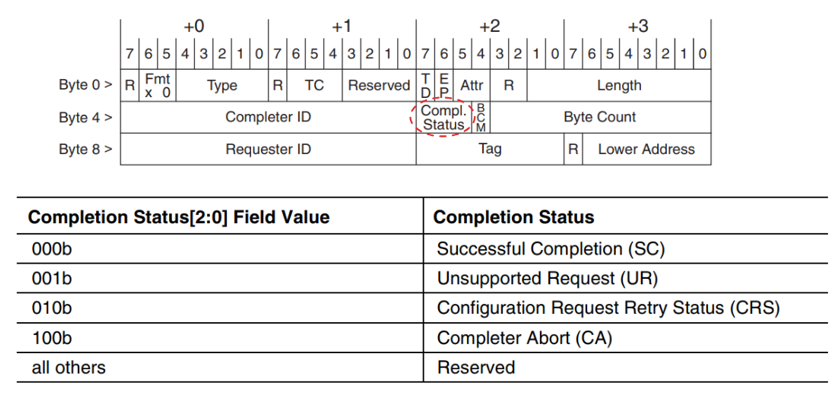 +0 +1 +2 +3
7 6 5 4 3 2 1 0 7 6 5 4 3 2 1 0 7 6 5 4 3 2 1 0 7 6 5 4 3 2 1 0
Byte 0 > R Fmt x 0 Type R TC Reserved TD EP Attr R Length
Byte 4 > Completer ID Compl. Status BCM Byte Count
Byte 8 > Requester ID Tag R Lower Address
Completion Status[2:0] Field Value Completion Status
000b Successful Completion (SC)
001b Unsupported Request (UR)
010b Configuration Request Retry Status (CRS)
100b Completer Abort (CA)
all others Reserved